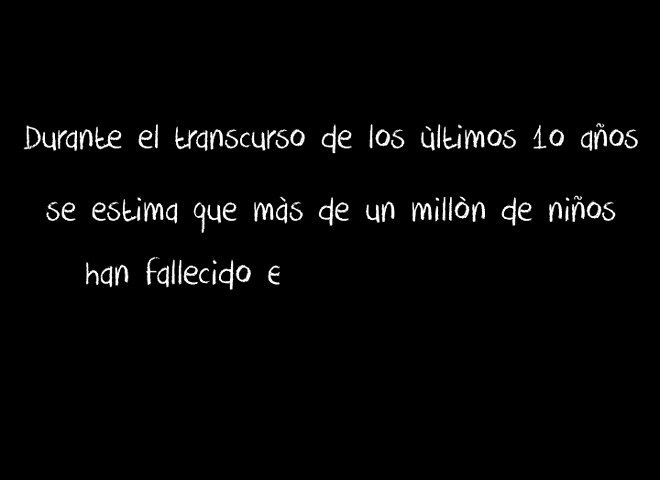 Durante el transcurso de los ùltimos 10 años
se estima que màs de un millòn de niños
han fallecido e